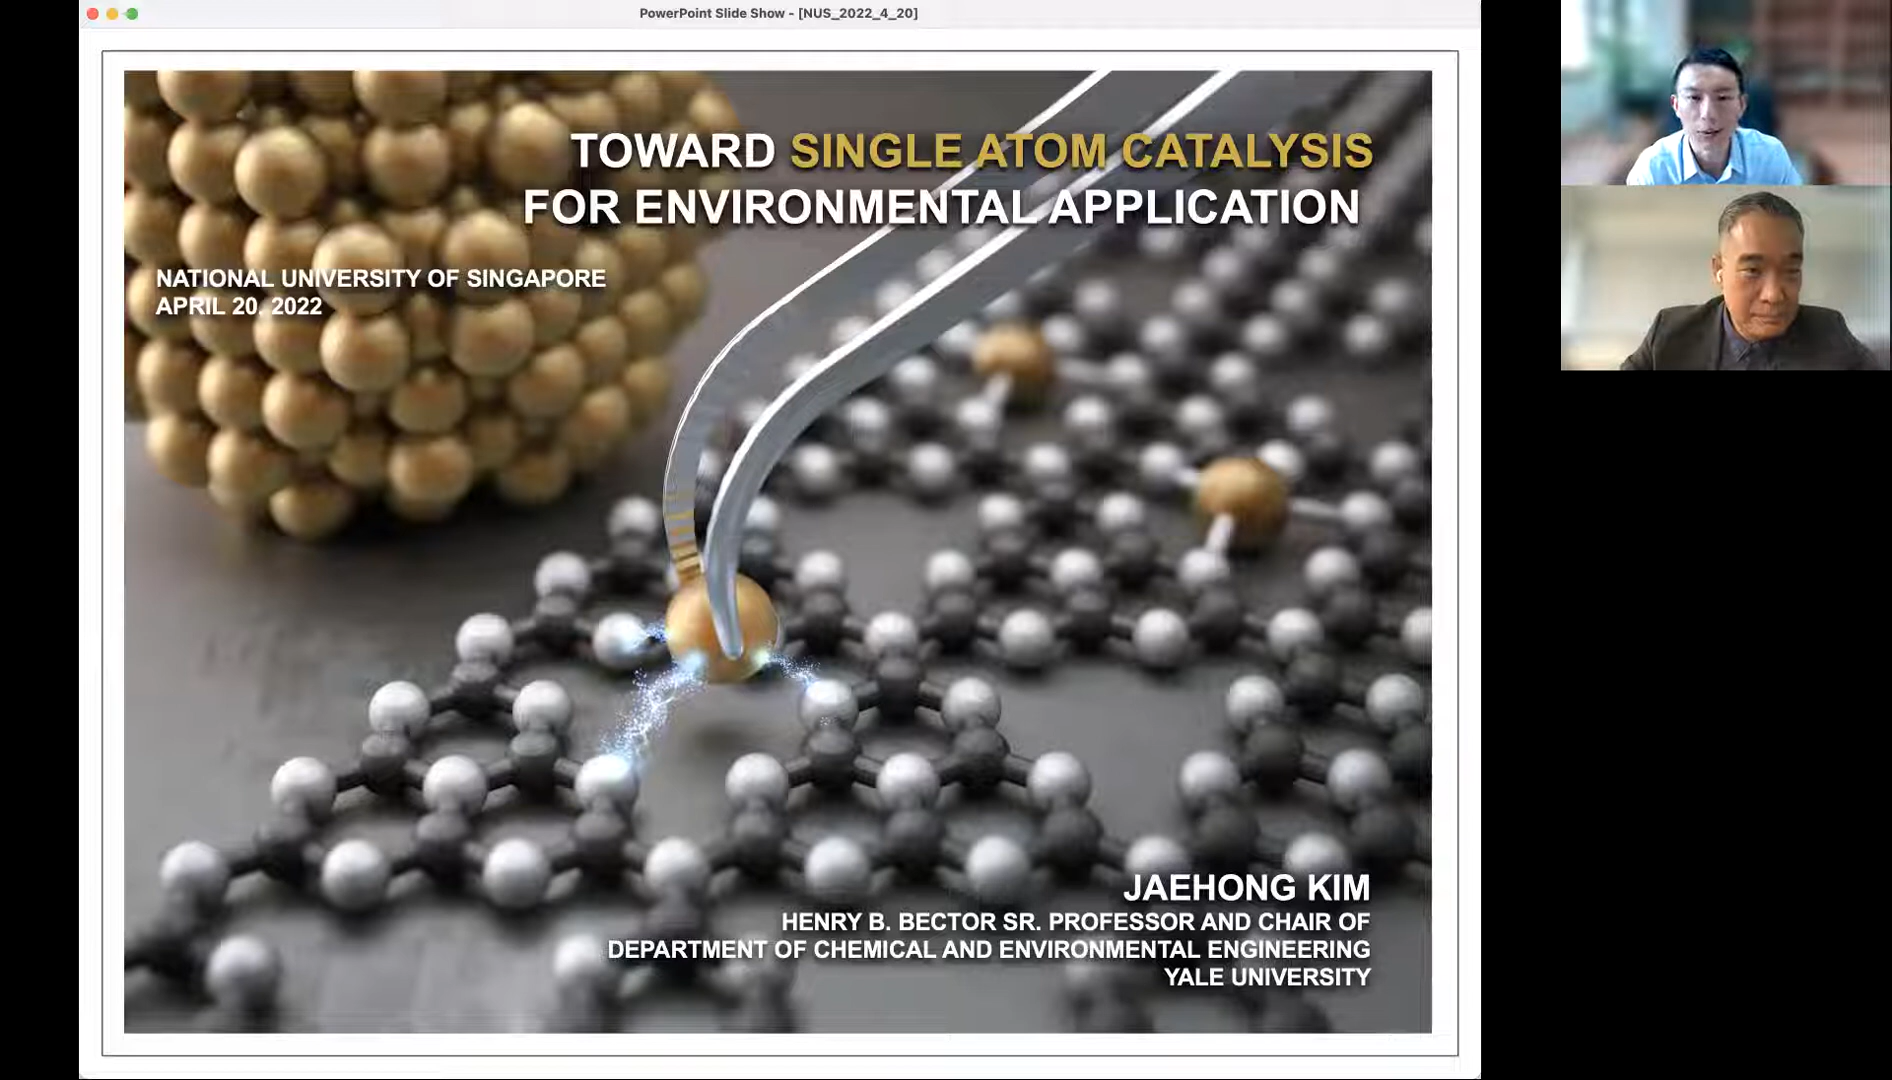 PowerPoint Slide Show - [NUS_2022_4_20]
TOWARD SINGLE ATOM CATALYSIS
FOR ENVIRONMENTAL APPLICATION
NATIONAL UNIVERSITY OF SINGAPORE
APRIL 20. 2022
JAEHONG KIM
HENRY B. BECTOR SR. PROFESSOR AND CHAIR OF
DEPARTMENT OF CHEMICAL AND ENVIRONMENTAL ENGINEERING
YALE UNIVERSITY